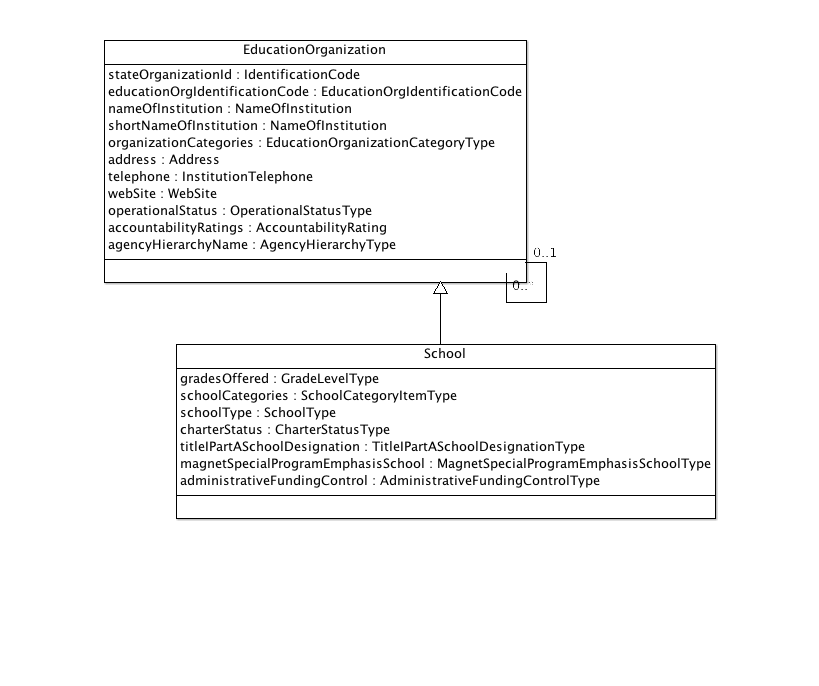 EducationOrganization
stateOrganizationId : IdentificationCode
educationOrgIdentificationCode : EducationOrgIdentificationCode
nameOfInstitution : NameOfInstitution
shortNameOfInstitution : NameOfInstitution
organizationCategories : EducationOrganizationCategoryType
address : Address
telephone : InstitutionTelephone
webSite : WebSite
operationalStatus : OperationalStatusType
accountabilityRatings : AccountabilityRating
agencyHierarchyName : AgencyHierarchyType
0..1
School
gradesOffered : GradeLevelType
schoolCategories : SchoolCategoryItemType
schoolType : SchoolType
charterStatus : CharterStatusType
titleIPartASchoolDesignation : TitleIPartASchoolDesignationType
magnetSpecialProgramEmphasisSchool : MagnetSpecialProgramEmphasisSchoolType
administrativeFundingControl : AdministrativeFundingControlType